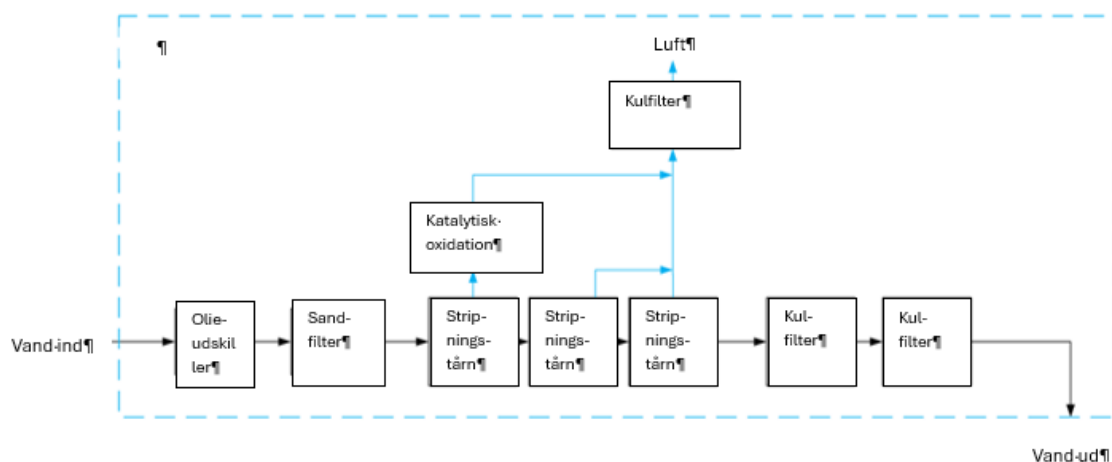 ¶
Luft¶
Kulfilter¶
Katalytisk-
oxidation¶
Vand·ind¶
Olie-
udskil
ler¶
Sand-
filter¶
Strip-
nings-
tårn¶
Strip-
nings-
tårn¶
Strip-
nings-
tårn¶
Kul-
filter¶
Kul-
filter¶
Vand·ud¶